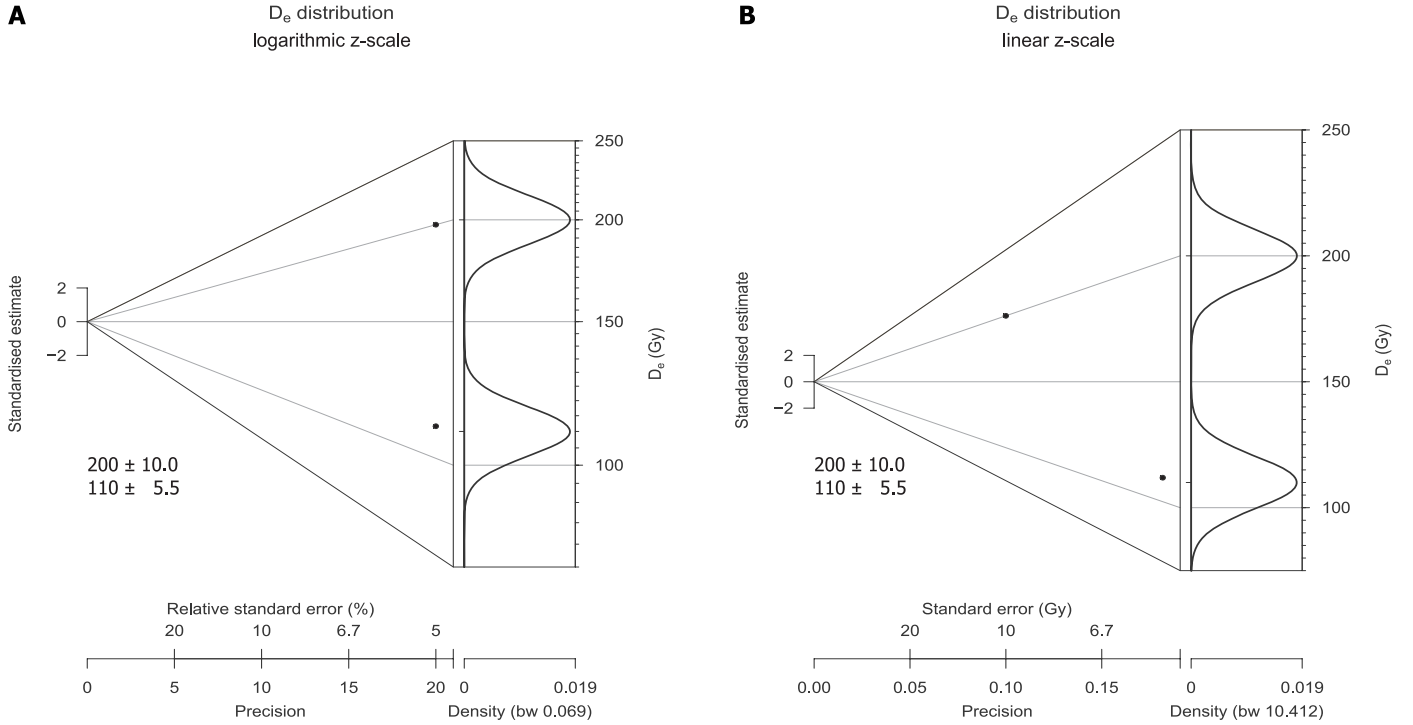 A
D_e distribution
logarithmic z-scale
250
200
150
100
D_e (Gy)
Standardised estimate
2
0
−2
200 ± 10.0
110 ± 5.5
Relative standard error (%)
20 10 6.7 5
0 5 10 15 20 0 0.019
Precision Density (bw 0.069)
B
D_e distribution
linear z-scale
250
200
150
100
D_e (Gy)
Standardised estimate
2
0
−2
200 ± 10.0
110 ± 5.5
Standard error (Gy)
20 10 6.7
0.00 0.05 0.10 0.15 0 0.019
Precision Density (bw 10.412)